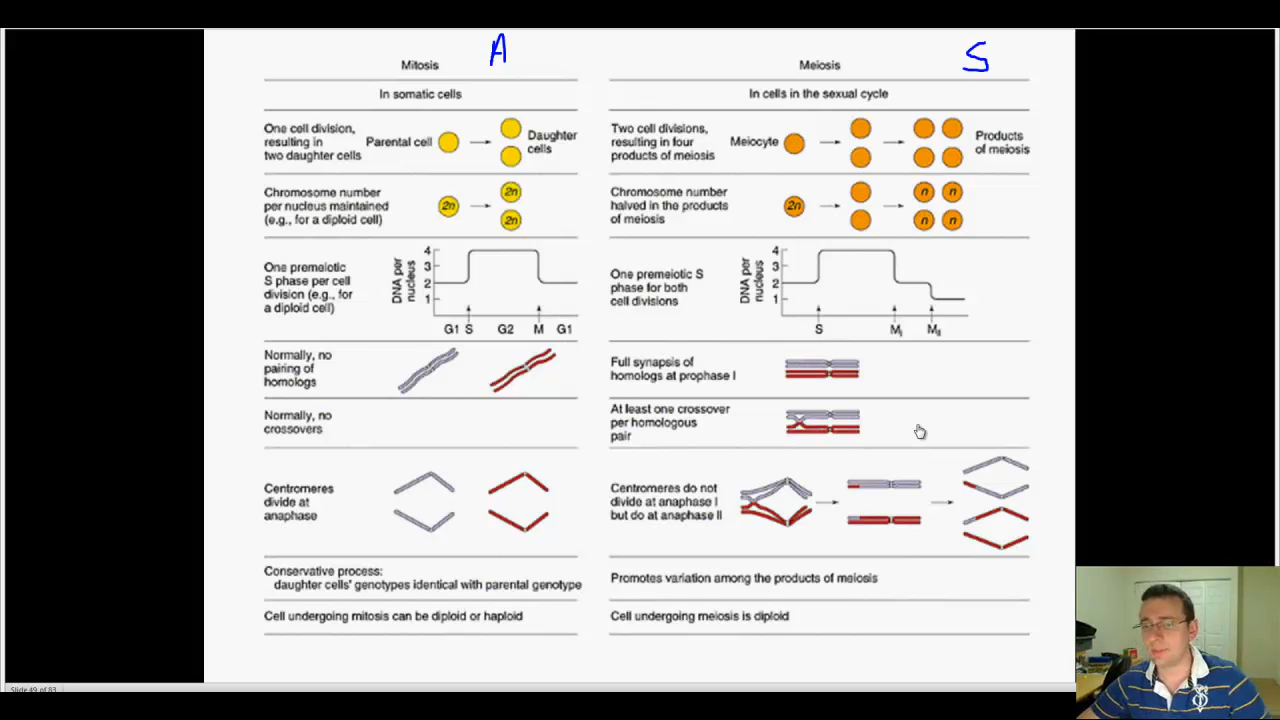 A
S
Mitosis
In somatic cells
One cell division,
resulting in
two daughter cells
Parental cell
Daughter
cells
Chromosome number
per nucleus maintained
(e.g., for a diploid cell)
2n
2n
2n
One premeiotic
S phase per cell
division (e.g., for
a diploid cell)
DNA per
nucleus
4
3
2
1
G1 S G2 M G1
Normally, no
pairing of
homologs
Normally, no
crossovers
Centromeres
divide at
anaphase
Conservative process:
daughter cells' genotypes identical with parental genotype
Cell undergoing mitosis can be diploid or haploid
Meiosis
In cells in the sexual cycle
Two cell divisions,
resulting in four
products of meiosis
Meiocyte
Products
of meiosis
Chromosome number
halved in the products
of meiosis
2n
n n
n n
One premeiotic S
phase for both
cell divisions
DNA per
nucleus
4
3
2
1
S MI MII
Full synapsis of
homologs at prophase I
At least one crossover
per homologous
pair
Centromeres do not
divide at anaphase I
but do at anaphase II
Promotes variation among the products of meiosis
Cell undergoing meiosis is diploid
Slide 49 of 83